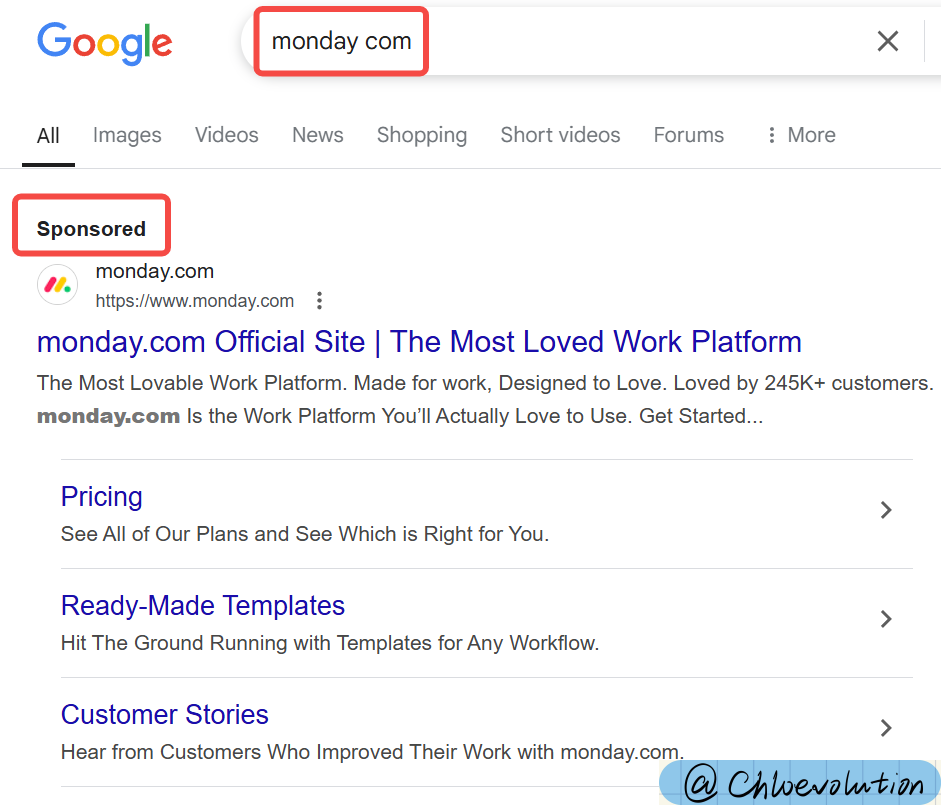 Google
monday com
All Images Videos News Shopping Short videos Forums More
Sponsored
monday.com
https://www.monday.com
monday.com Official Site | The Most Loved Work Platform
The Most Lovable Work Platform. Made for work, Designed to Love. Loved by 245K+ customers.
monday.com Is the Work Platform You’ll Actually Love to Use. Get Started...
Pricing
See All of Our Plans and See Which is Right for You.
Ready-Made Templates
Hit The Ground Running with Templates for Any Workflow.
Customer Stories
Hear from Customers Who Improved Their Work with monday.com.
@ Chloevolution